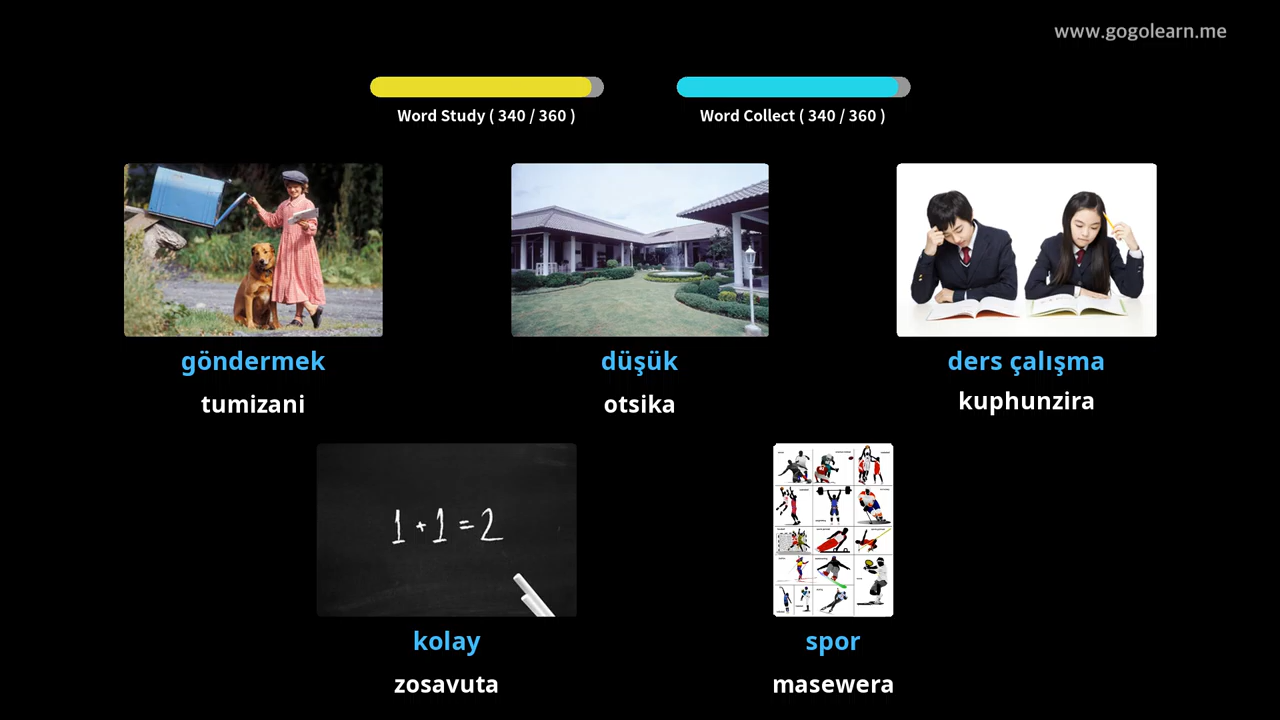 www.gogolearn.me
Word Study ( 340 / 360 )
Word Collect ( 340 / 360 )
göndermek
düşük
ders çalışma
tumizani
otsika
kuphunzira
1 + 1 = 2
kolay
spor
zosavuta
masewera